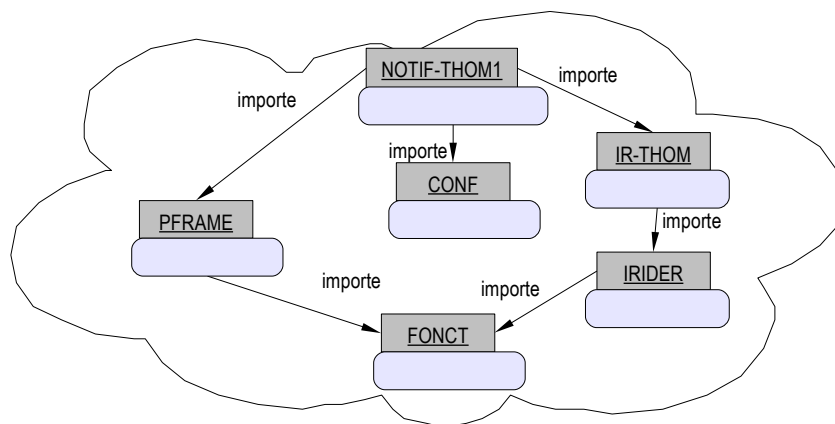 NOTIF-THOM1
importe
importe
importe
IR-THOM
CONF
PFRAME
importe
IRIDER
importe
importe
FONCT